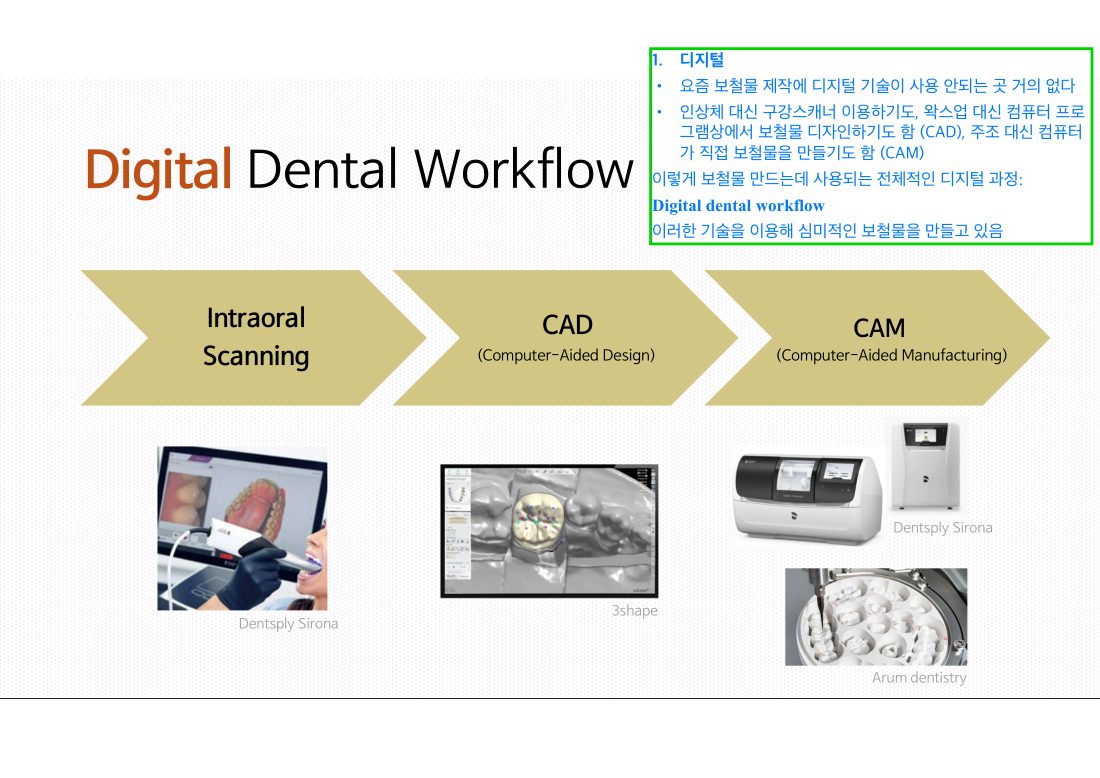 1. 디지털
• 요즘 보철물 제작에 디지털 기술이 사용 안되는 곳 거의 없다
• 인상체 대신 구강스캐너 이용하기도, 왁스업 대신 컴퓨터 프로
그램상에서 보철물 디자인하기도 함 (CAD), 주조 대신 컴퓨터
가 직접 보철물을 만들기도 함 (CAM)
이렇게 보철물 만드는데 사용되는 전체적인 디지털 과정:
Digital dental workflow
이러한 기술을 이용해 심미적인 보철물을 만들고 있음
Digital Dental Workflow
Intraoral
Scanning
CAD
(Computer-Aided Design)
CAM
(Computer-Aided Manufacturing)
Dentsply Sirona
3shape
Dentsply Sirona
Arum dentistry